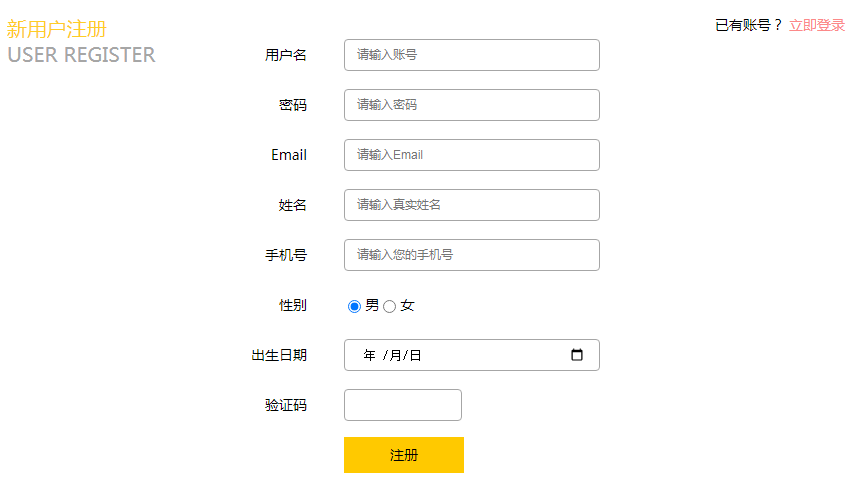 新用户注册
USER REGISTER
已有账号？ 立即登录
用户名 请输入账号
密码 请输入密码
Email 请输入Email
姓名 请输入真实姓名
手机号 请输入您的手机号
性别 男 女
出生日期 年 /月/日
验证码
注册